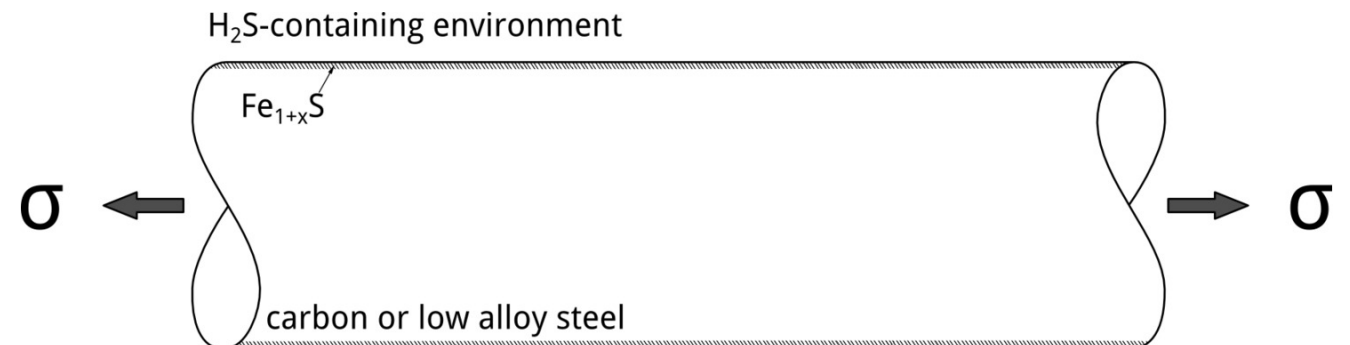 H₂S-containing environment
Fe₁₊ₓS
σ
σ
carbon or low alloy steel